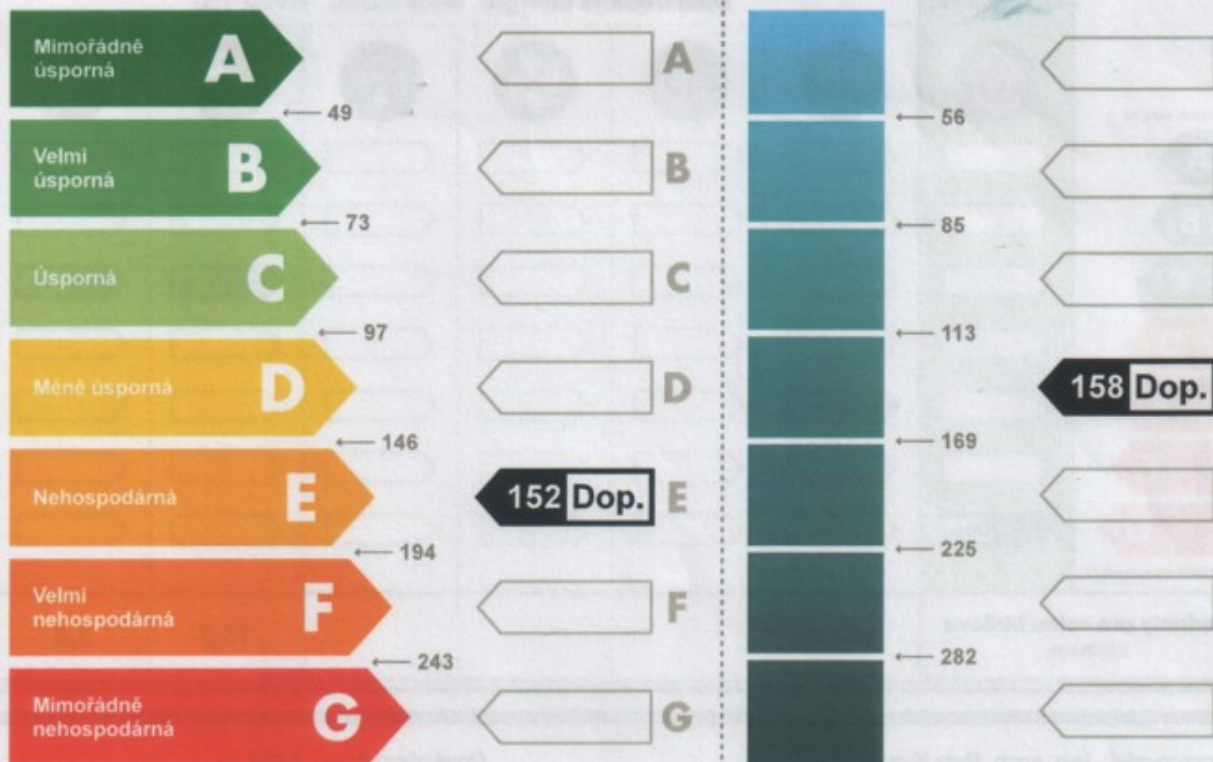 Mimořádně
úsporná
A
A
49
56
Velmi
úsporná
B
B
73
85
Úsporná
C
C
97
113
Méně úsporná
D
D
158 Dop.
146
169
Nehospodárná
E
152 Dop.
E
194
225
Velmi
nehospodárná
F
F
243
282
Mimořádně
nehospodárná
G
G